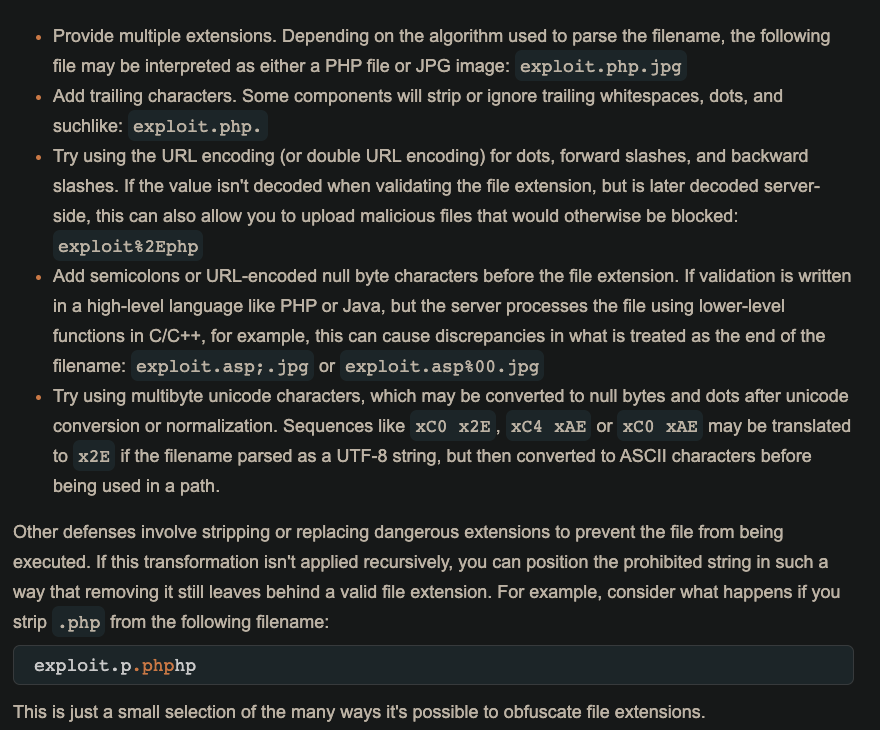 Provide multiple extensions. Depending on the algorithm used to parse the filename, the following
file may be interpreted as either a PHP file or JPG image: exploit.php.jpg
Add trailing characters. Some components will strip or ignore trailing whitespaces, dots, and
suchlike: exploit.php.
Try using the URL encoding (or double URL encoding) for dots, forward slashes, and backward
slashes. If the value isn't decoded when validating the file extension, but is later decoded server-
side, this can also allow you to upload malicious files that would otherwise be blocked:
exploit%2Ephp
Add semicolons or URL-encoded null byte characters before the file extension. If validation is written
in a high-level language like PHP or Java, but the server processes the file using lower-level
functions in C/C++, for example, this can cause discrepancies in what is treated as the end of the
filename: exploit.asp;.jpg or exploit.asp%00.jpg
Try using multibyte unicode characters, which may be converted to null bytes and dots after unicode
conversion or normalization. Sequences like xC0 x2E, xC4 xAE or xC0 xAE may be translated
to x2E if the filename parsed as a UTF-8 string, but then converted to ASCII characters before
being used in a path.
Other defenses involve stripping or replacing dangerous extensions to prevent the file from being
executed. If this transformation isn't applied recursively, you can position the prohibited string in such a
way that removing it still leaves behind a valid file extension. For example, consider what happens if you
strip .php from the following filename:
exploit.p.phphp
This is just a small selection of the many ways it's possible to obfuscate file extensions.